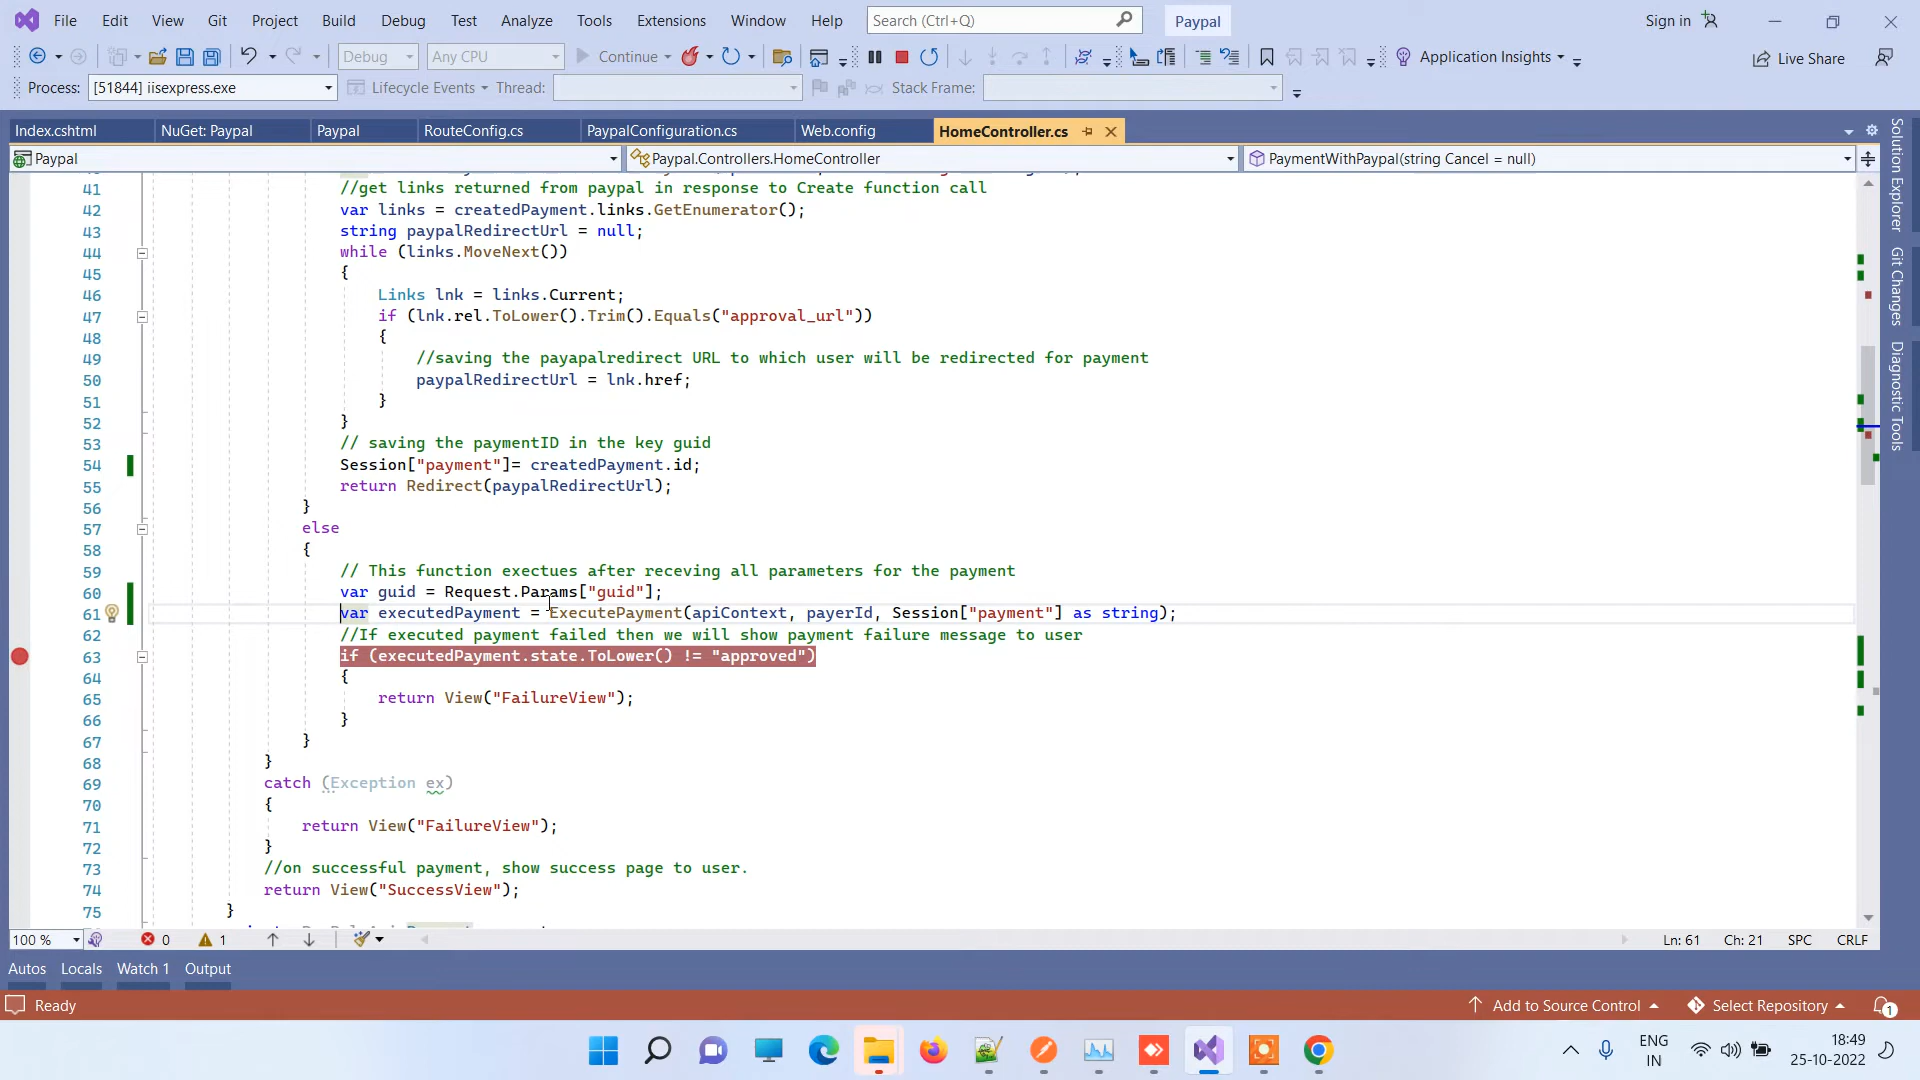 File Edit View Git Project Build Debug Test Analyze Tools Extensions Window Help Search (Ctrl+Q) Paypal Sign in
Debug Any CPU Continue Application Insights Live Share
Process: [51844] iisexpress.exe Lifecycle Events Thread: Stack Frame:
Index.cshtml NuGet: Paypal Paypal RouteConfig.cs PaypalConfiguration.cs Web.config HomeController.cs
Paypal Paypal.Controllers.HomeController PaymentWithPaypal(string Cancel = null)
41 //get links returned from paypal in response to Create function call
42 var links = createdPayment.links.GetEnumerator();
43 string paypalRedirectUrl = null;
44 while (links.MoveNext())
45 {
46 Links lnk = links.Current;
47 if (lnk.rel.ToLower().Trim().Equals("approval_url"))
48 {
49 //saving the payapalredirect URL to which user will be redirected for payment
50 paypalRedirectUrl = lnk.href;
51 }
52 }
53 // saving the paymentID in the key guid
54 Session["payment"]= createdPayment.id;
55 return Redirect(paypalRedirectUrl);
56 }
57 else
58 {
59 // This function exectues after receving all parameters for the payment
60 var guid = Request.Params["guid"];
61 var executedPayment = ExecutePayment(apiContext, payerId, Session["payment"] as string);
62 //If executed payment failed then we will show payment failure message to user
63 if (executedPayment.state.ToLower() != "approved")
64 {
65 return View("FailureView");
66 }
67 }
68 }
69 catch (Exception ex)
70 {
71 return View("FailureView");
72 }
73 //on successful payment, show success page to user.
74 return View("SuccessView");
75 }
100 % 0 1 Ln: 61 Ch: 21 SPC CRLF
Autos Locals Watch 1 Output
Ready Add to Source Control Select Repository 1
ENG 18:49
IN 25-10-2022
Solution Explorer
Git Changes
Diagnostic Tools